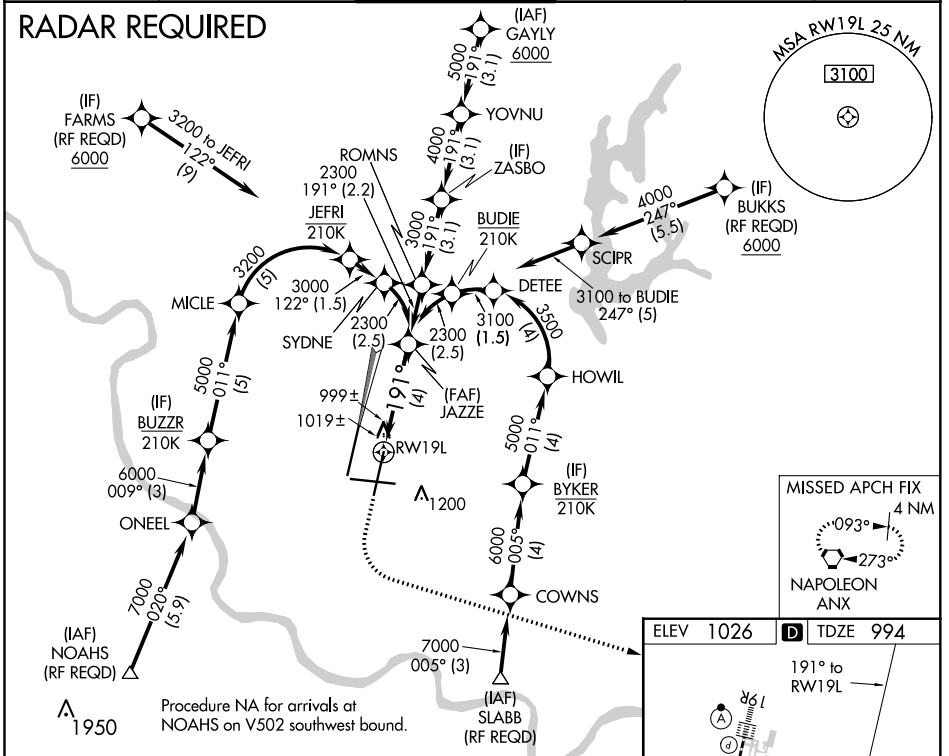 RADAR REQUIRED
(IAF)
GAYLY
6000
5000
191°
(3.1)
MSA RW19L 25 NM
3100
(IF)
FARMS
(RF REQD)
6000
3200 to JEFRI
122°
(9)
YOVNU
4000
191°
(3.1)
ROMNS
2300
191° (2.2)
(IF)
ZASBO
JEFRI
210K
3000
191°
(3.1)
BUDIE
210K
4000
247°
(5.5)
(IF)
BUKKS
(RF REQD)
6000
SCIPR
3200
(5)
MICLE
3000
122° (1.5)
DETEE
3100 to BUDIE
247° (5)
SYDNE
2300
(2.5)
2300
(2.5)
3100
(1.5)
3500
(4)
5000
011°
(5)
191°
(4)
(FAF)
JAZZE
HOWIL
999±
1019±
RW19L
(IF)
BUZZR
210K
5000
011°
(4)
1200
(IF)
BYKER
210K
6000
009° (3)
ONEEL
6000
005°
(4)
MISSED APCH FIX
4 NM
093°
273°
NAPOLEON
ANX
COWNS
7000
020°
(5.9)
(IAF)
NOAHS
(RF REQD)
7000
005° (3)
(IAF)
SLABB
(RF REQD)
1950
Procedure NA for arrivals at
NOAHS on V502 southwest bound.
ELEV 1026 D TDZE 994
191° to
RW19L
19R
A
P